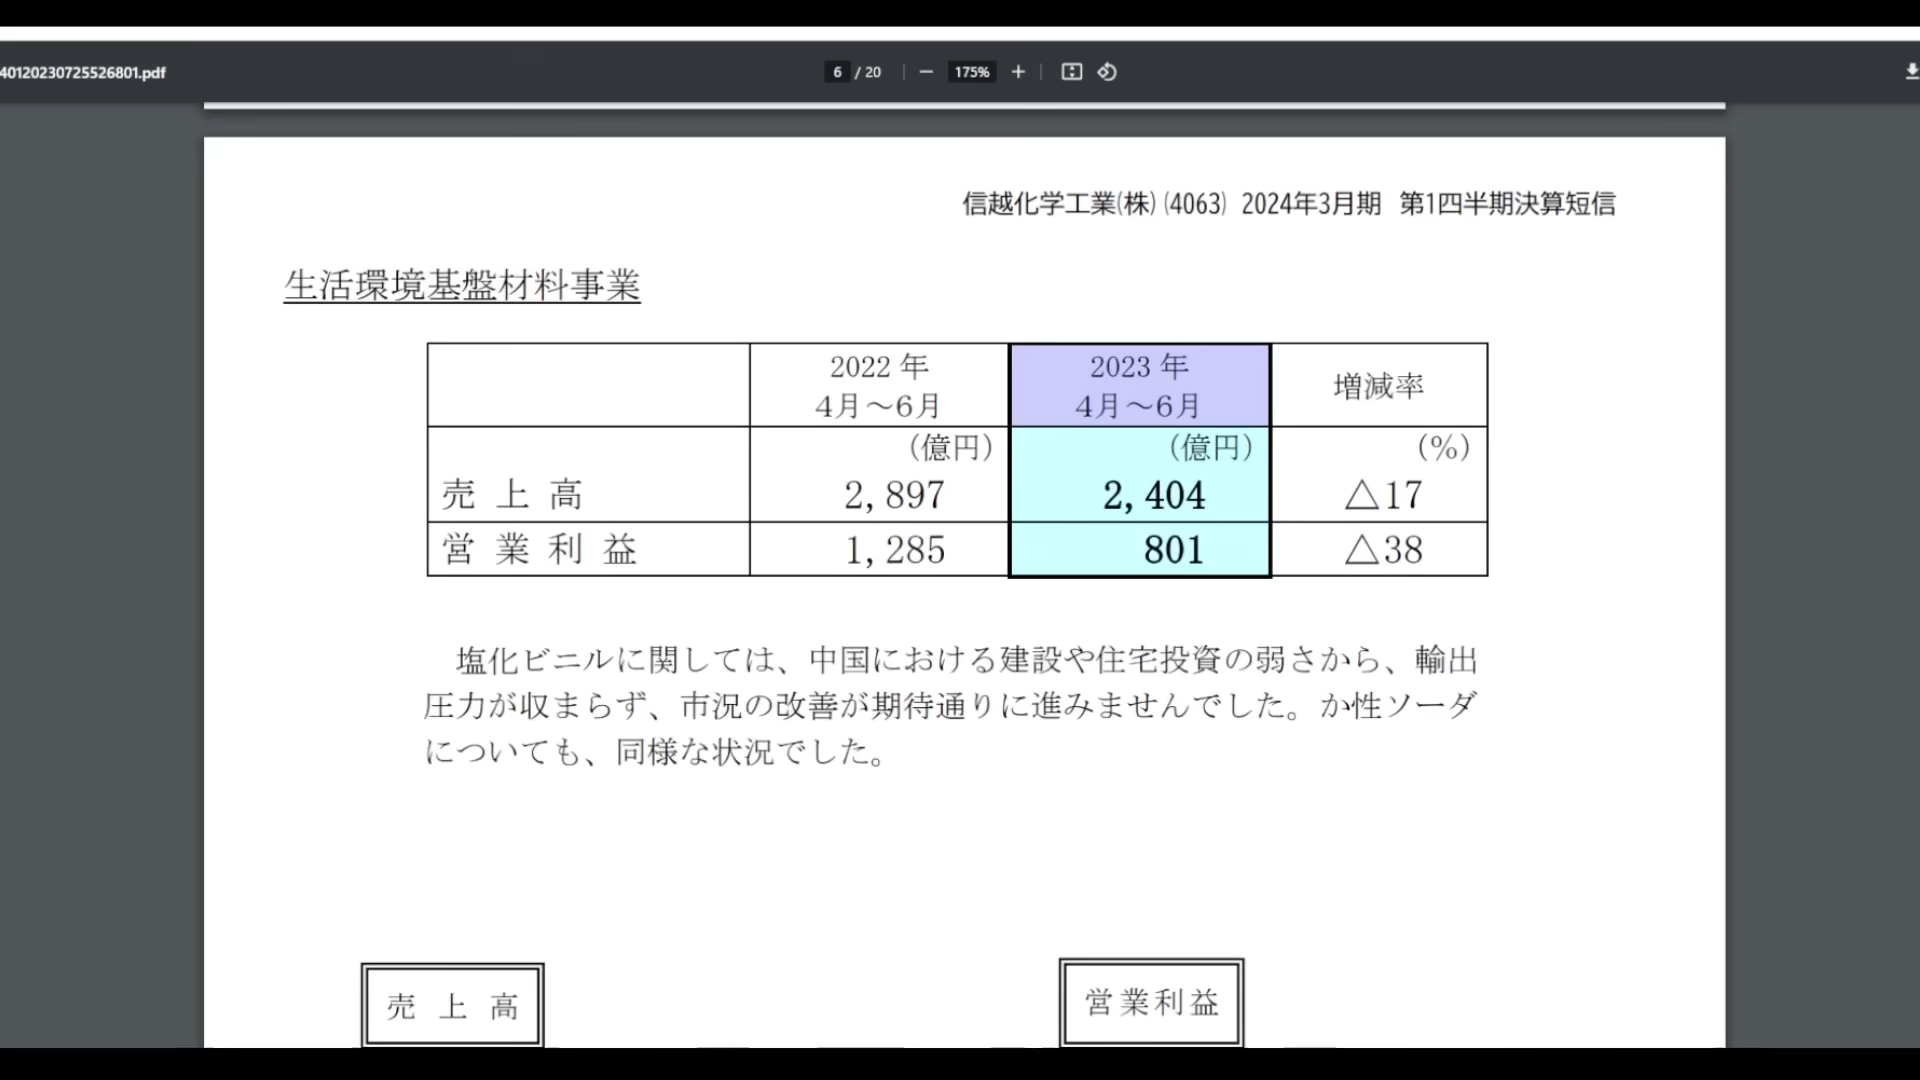 40120230725526801.pdf
6 / 20
175%
信越化学工業(株) (4063) 2024年3月期 第1四半期決算短信
生活環境基盤材料事業
2022 年 2023 年 増減率
4月～6月 4月～6月
(億円) (億円) (%)
売 上 高 2,897 2,404 △17
営 業 利 益 1,285 801 △38
塩化ビニルに関しては、中国における建設や住宅投資の弱さから、輸出
圧力が収まらず、市況の改善が期待通りに進みませんでした。か性ソーダ
についても、同様な状況でした。
売 上 高 営業利益